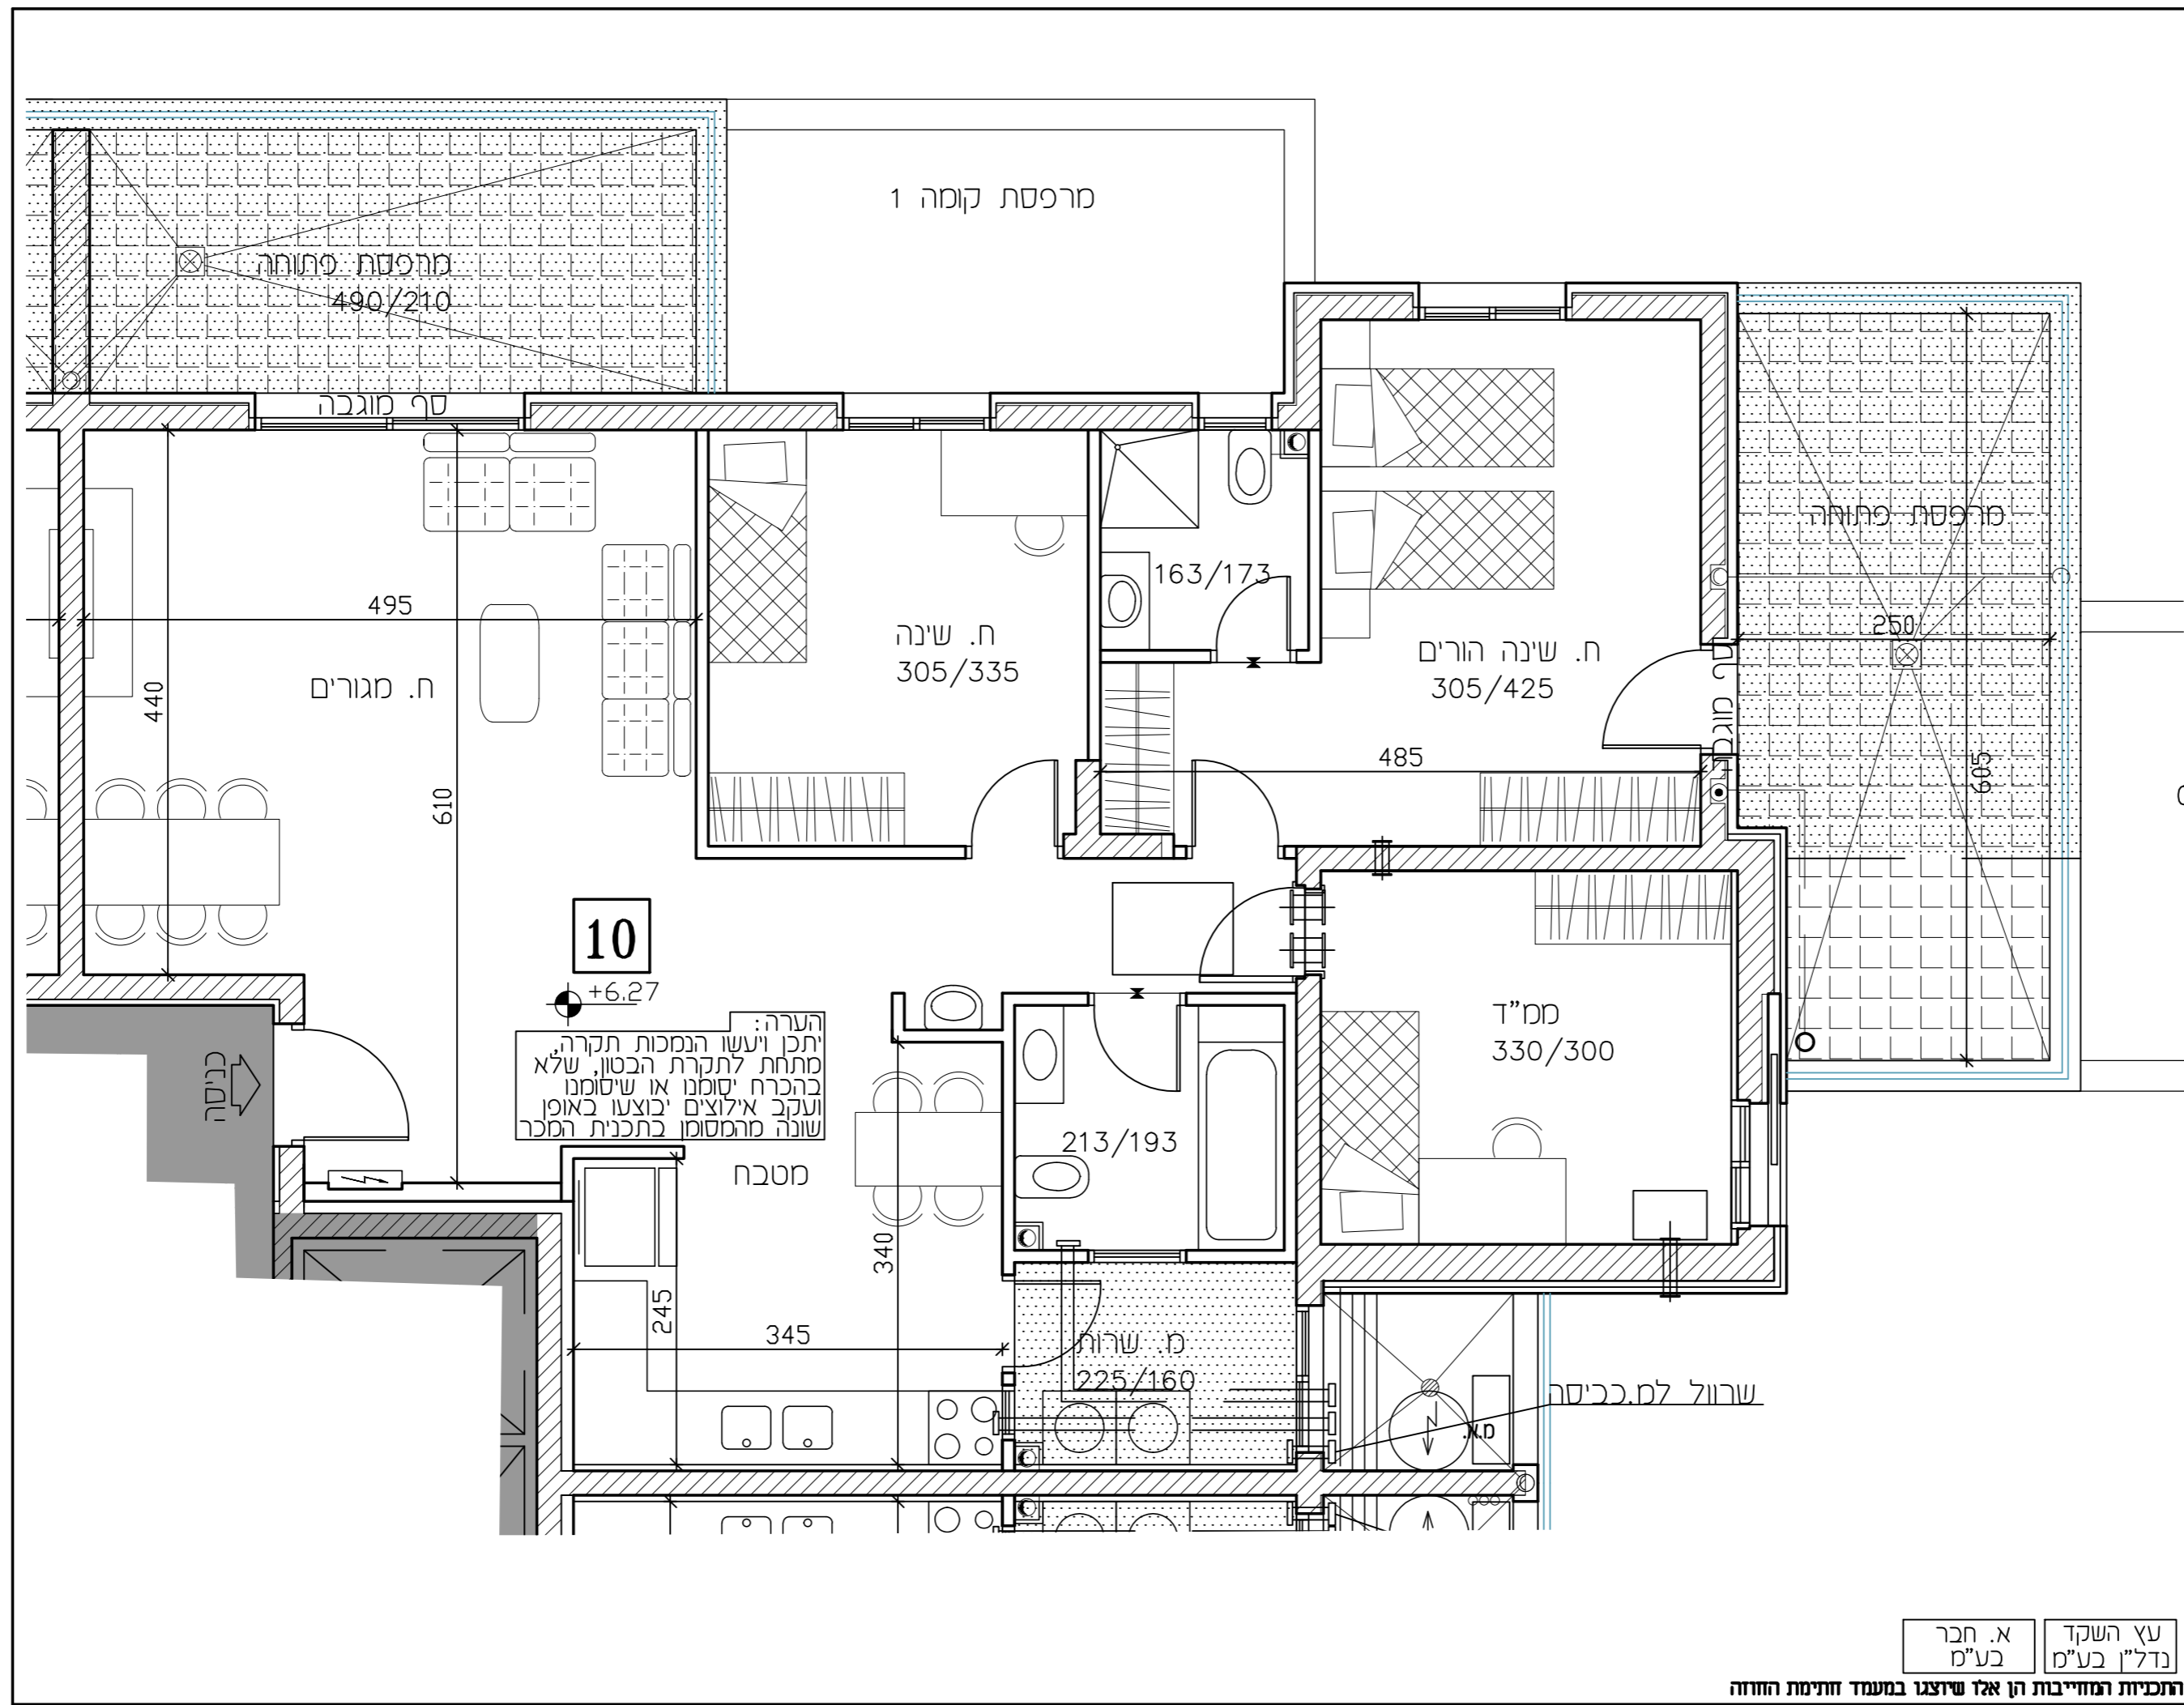 מרפסת קומה 1
מרפסת פתוחה
490/210
סף מוגבה
מרפסת פתוחה
250
605
163/173
495
ח. שינה
305/335
ח. שינה הורים
305/425
סף מוגבה
ח. מגורים
440
610
485
10
+6.27
הערה:
יתכן ויעשו הנמכות תקרה,
מתחת לתקרת הבטון, שלא
בהכרח יסומנו או שיסומנו
ועקב אילוצים יבוצעו באופן
שונה מהמסומן בתכנית המכר
כניסה
ממ"ד
330/300
213/193
מטבח
340
245
345
מ. שרות
225/160
שרוול למ.כביסה
מ.א.
עץ השקד
נדל"ן בע"מ
א. חבר
בע"מ
התכניות המחייבות הן אלו שיוצגו במעמד חתימת החוזה